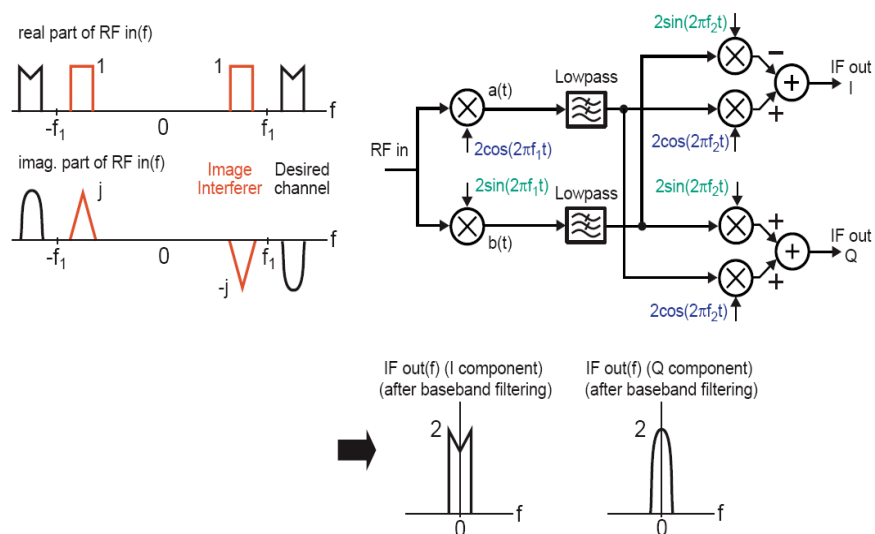 real part of RF in(f)
1
1
-f1
0
f1
f
imag. part of RF in(f)
j
Image
Interferer
Desired
channel
-f1
0
f1
f
-j
RF in
a(t)
Lowpass
2cos(2πf1t)
2sin(2πf1t)
Lowpass
b(t)
2sin(2πf2t)
−
+
IF out
I
+
2cos(2πf2t)
2sin(2πf2t)
+
+
IF out
Q
+
2cos(2πf2t)
IF out(f) (I component)
(after baseband filtering)
2
0
f
IF out(f) (Q component)
(after baseband filtering)
2
0
f